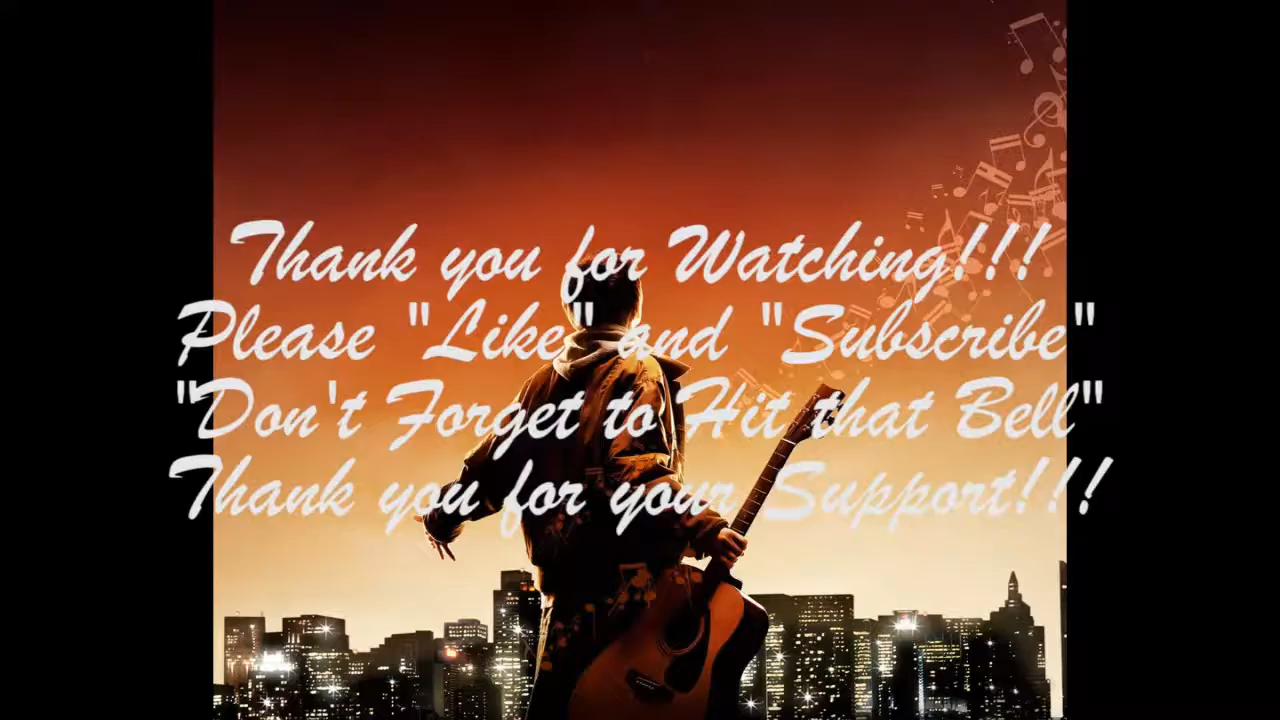 Thank you for Watching!!!
Please "Like" and "Subscribe"
"Don't Forget to Hit that Bell"
Thank you for your Support!!!